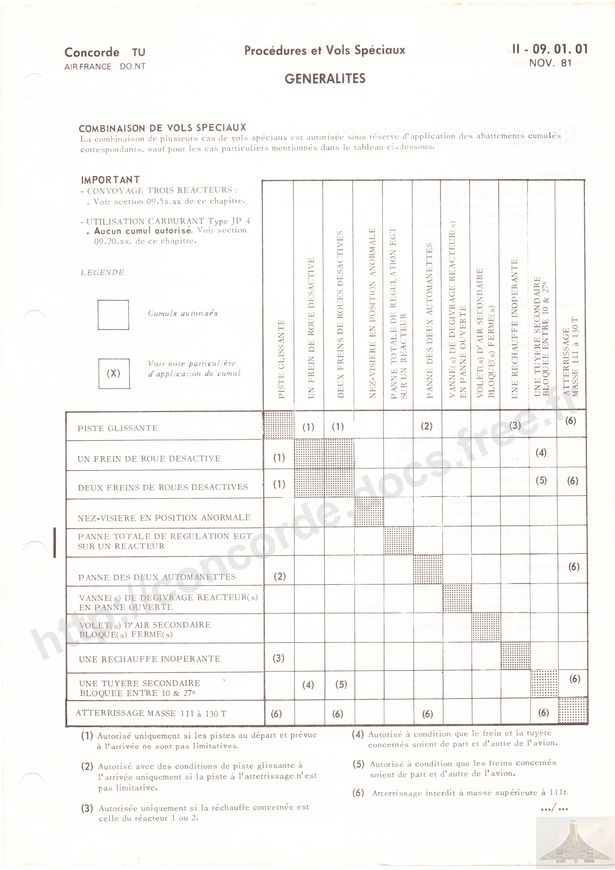 Concorde TU
AIR FRANCE DO.NT
Procédures et Vols Spéciaux
GENERALITES
II - 09.01.01
NOV. 81
COMBINAISON DE VOLS SPECIAUX
La combinaison de plusieurs cas de vols spéciaux est autorisée sous réserve d'application des abattements cumulés
correspondants, sauf pour les cas particuliers mentionnés dans le tableau ci-dessous.
IMPORTANT
- CONVOYAGE TROIS REACTEURS :
. Voir section 09.5x.xx de ce chapitre.
- UTILISATION CARBURANT Type JP 4
. Aucun cumul autorisé. Voir section
09.20.xx. de ce chapitre.
LEGENDE
Cumuls autorisés
(X)
Voir note particulière
d'application du cumul
PISTE GLISSANTE
UN FREIN DE ROUE DESACTIVE
DEUX FREINS DE ROUES DESACTIVES
NEZ-VISIERE EN POSITION ANORMALE
PANNE TOTALE DE REGULATION EGT
SUR UN REACTEUR
PANNE DES DEUX AUTOMANETTES
VANNE(s) DE DEGIVRAGE REACTEUR(s)
EN PANNE OUVERTE
VOLET(s) D'AIR SECONDAIRE
BLOQUE(s) FERME(s)
UNE RECHAUFFE INOPERANTE
UNE TUYERE SECONDAIRE
BLOQUEE ENTRE 10 & 27°
ATTERRISSAGE
MASSE 111 à 130 T
PISTE GLISSANTE (1) (1) (2) (3) (6)
UN FREIN DE ROUE DESACTIVE (1) (4)
DEUX FREINS DE ROUES DESACTIVES (1) (5) (6)
NEZ-VISIERE EN POSITION ANORMALE
PANNE TOTALE DE REGULATION EGT
SUR UN REACTEUR
PANNE DES DEUX AUTOMANETTES (2) (6)
VANNE(s) DE DEGIVRAGE REACTEUR(s)
EN PANNE OUVERTE
VOLET(s) D'AIR SECONDAIRE
BLOQUE(s) FERME(s)
UNE RECHAUFFE INOPERANTE (3)
UNE TUYERE SECONDAIRE
BLOQUEE ENTRE 10 & 27° (4) (5) (6)
ATTERRISSAGE MASSE 111 à 130 T (6) (6) (6) (6)
(1) Autorisé uniquement si les pistes au départ et prévue
à l'arrivée ne sont pas limitatives.
(2) Autorisé avec des conditions de piste glissante à
l'arrivée uniquement si la piste à l'atterrissage n'est
pas limitative.
(3) Autorisée uniquement si la réchauffe concernée est
celle du réacteur 1 ou 2.
(4) Autorisé à condition que le frein et la tuyère
concernés soient de part et d'autre de l'avion.
(5) Autorisé à condition que les freins concernés
soient de part et d'autre de l'avion.
(6) Atterrissage interdit à masse supérieure à 111t.
.../...
http://concorde.docs.free.fr